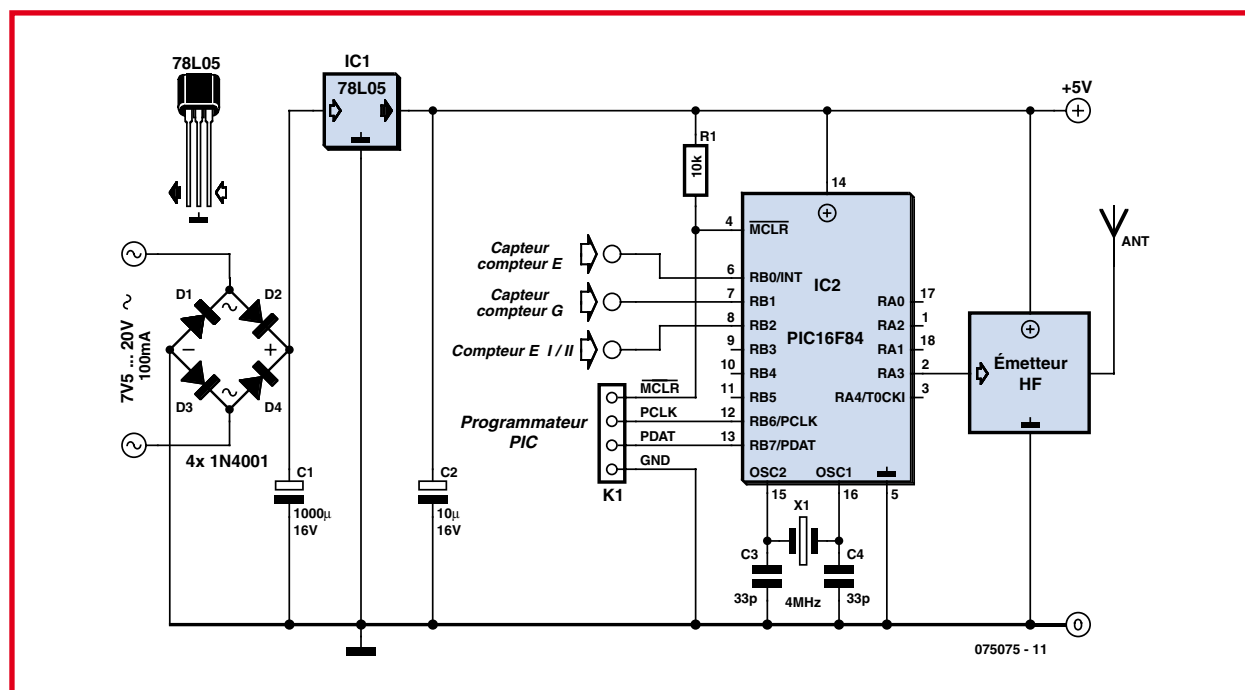 78L05
IC1
78L05
+5V
R1
10k
14
4
MCLR
ANT
Capteur
compteur E
6
RB0/INT
IC2
D1
D2
Capteur
compteur G
7
RB1
RA0
17
8
RB2
RA2
1
7V5 ... 20V ~
100mA
Compteur E I / II
9
RB3
PIC16F84
RA1
18
10
RB4
RA3
2
Émetteur
HF
D3
D4
MCLR
11
RB5
RA4/T0CKI
3
Programmateur
PIC
PCLK
12
RB6/PCLK
PDAT
13
RB7/PDAT
4x 1N4001
GND
OSC2
OSC1
C1
C2
K1
15
16
5
1000µ
16V
10µ
16V
X1
C3
C4
33p
4MHz
33p
0
075075 - 11